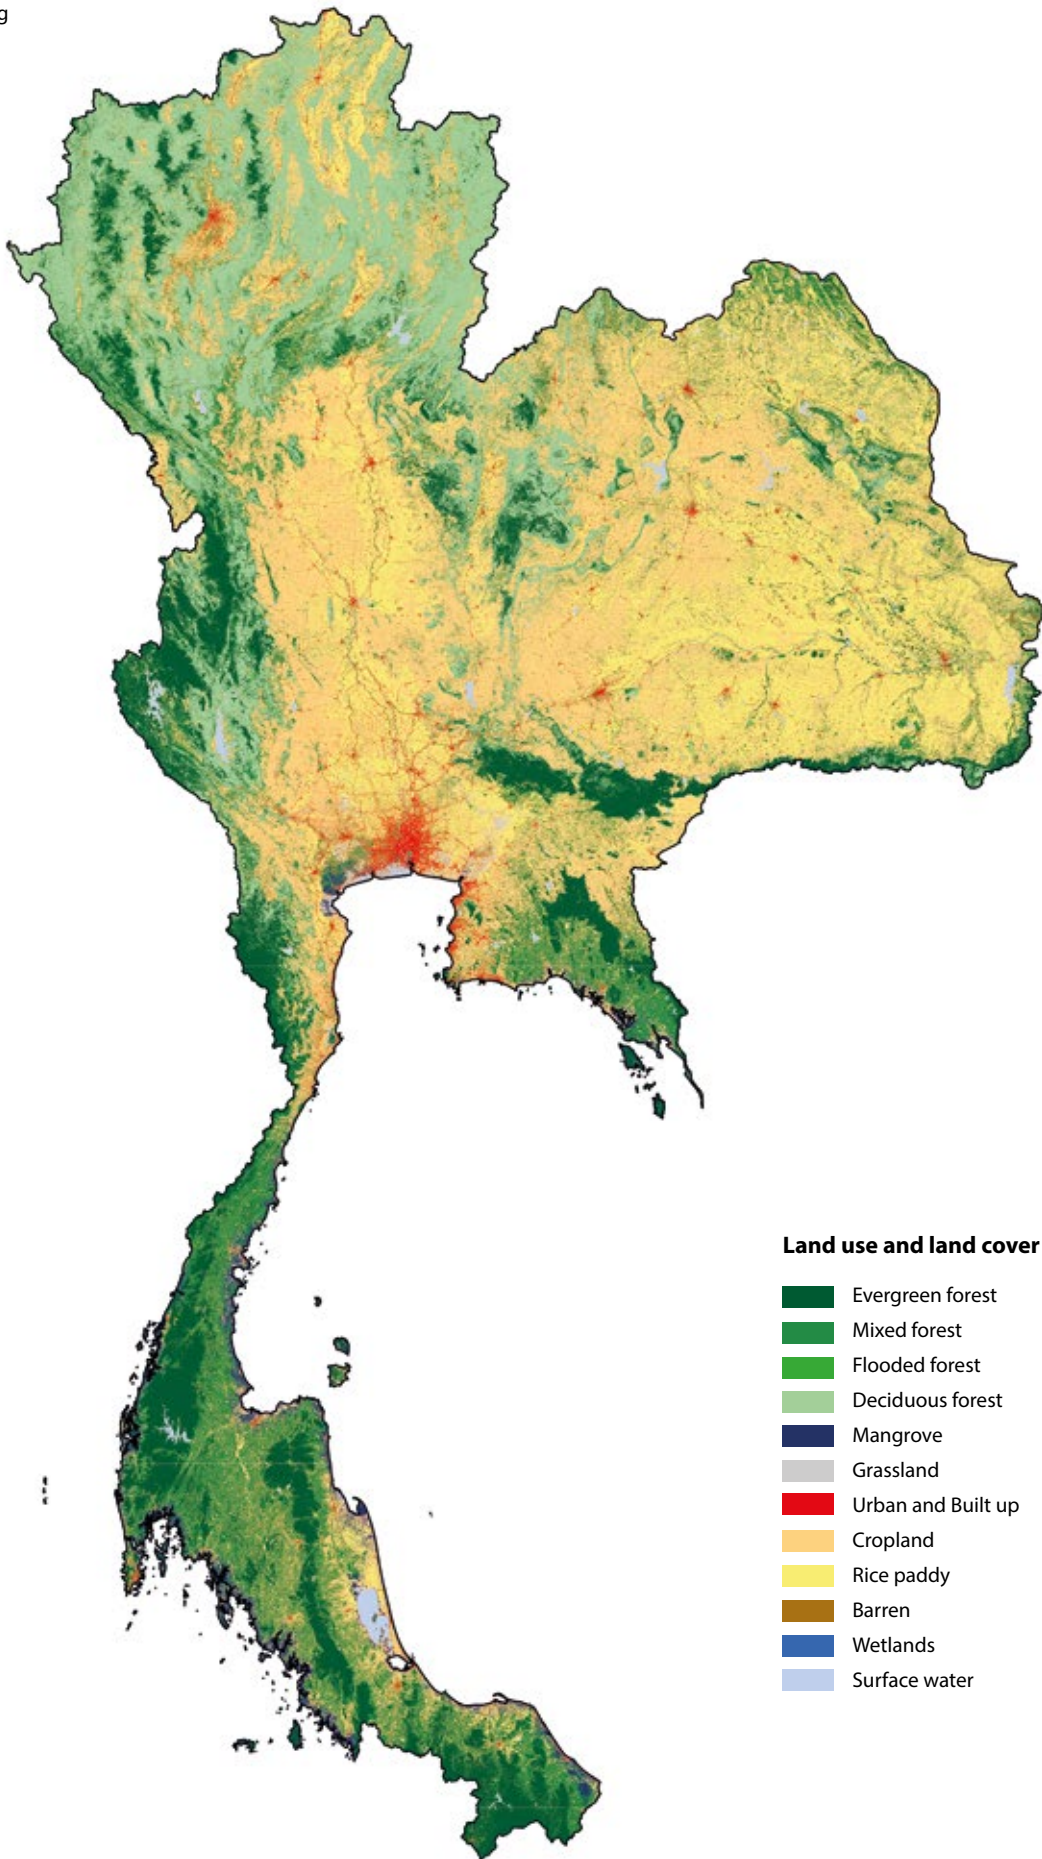 g
Land use and land cover
Evergreen forest
Mixed forest
Flooded forest
Deciduous forest
Mangrove
Grassland
Urban and Built up
Cropland
Rice paddy
Barren
Wetlands
Surface water